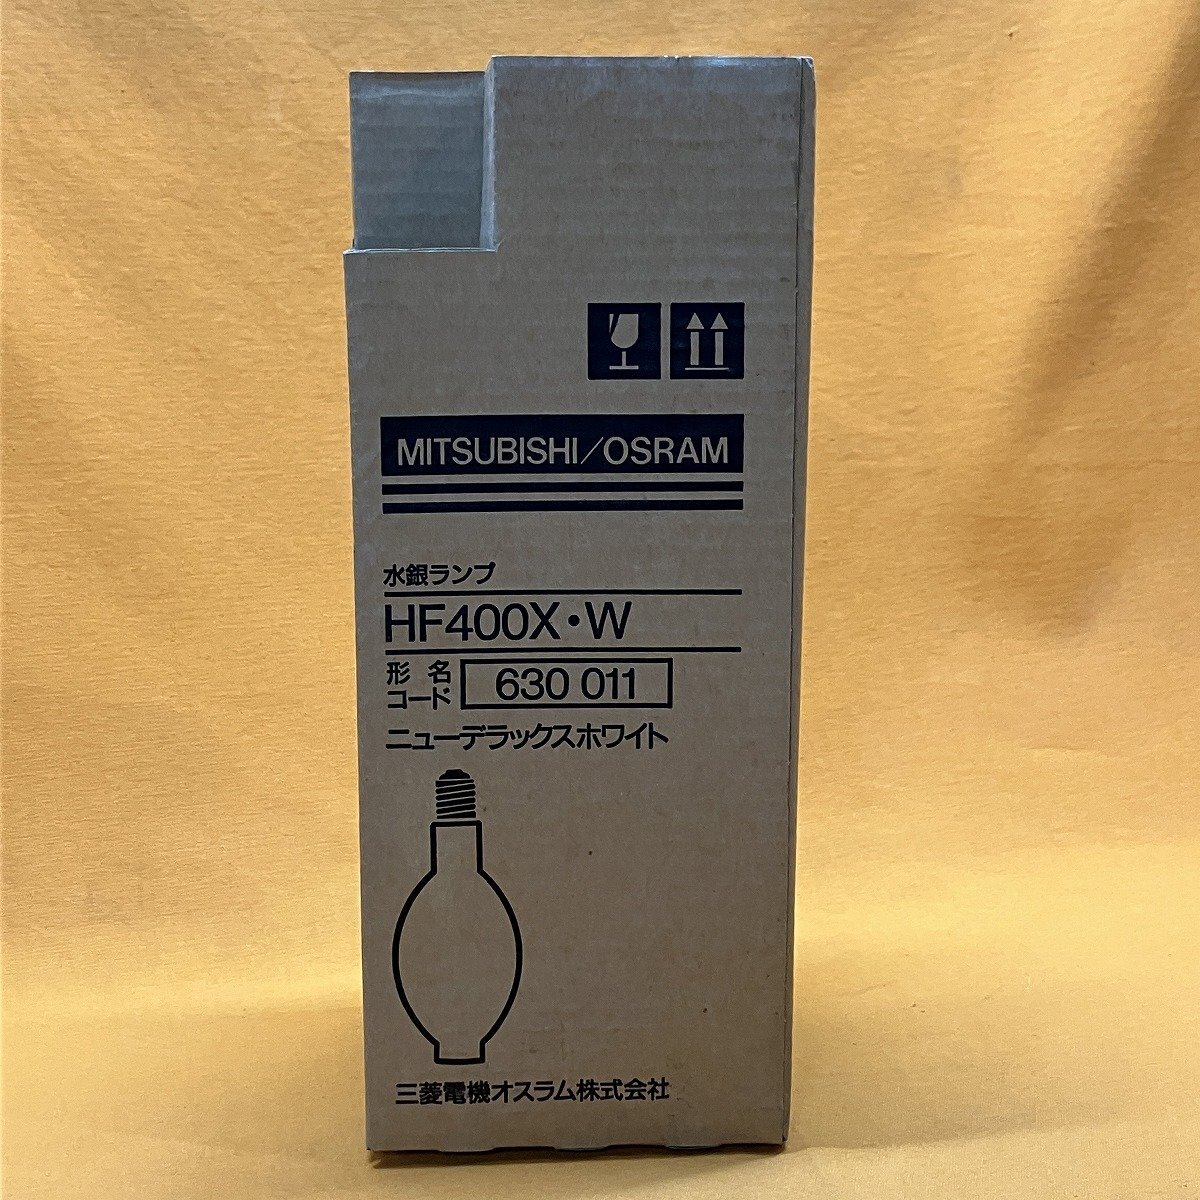 MITSUBISHI/OSRAM
水銀ランプ
HF400X・W
形名
コード 630 011
ニューデラックスホワイト
三菱電機オスラム株式会社